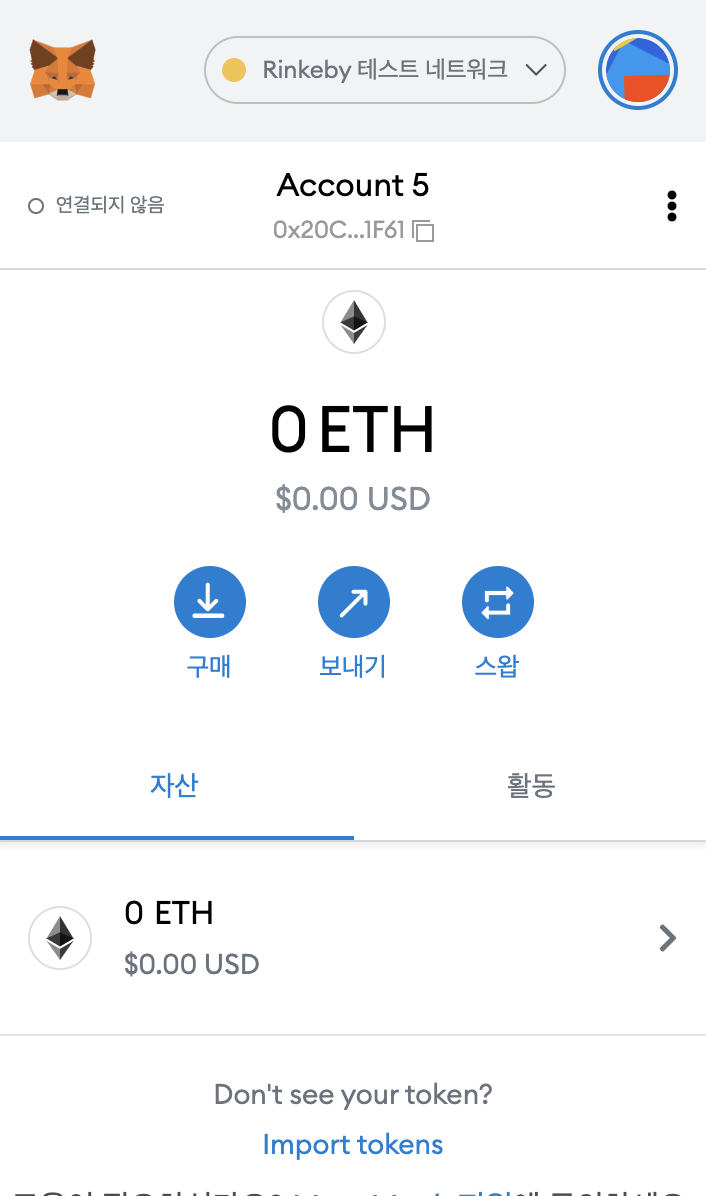 Rinkeby 테스트 네트워크
연결되지 않음
Account 5
0x20C...1F61
0 ETH
$0.00 USD
구매
보내기
스왑
자산
활동
0 ETH
$0.00 USD
Don't see your token?
Import tokens